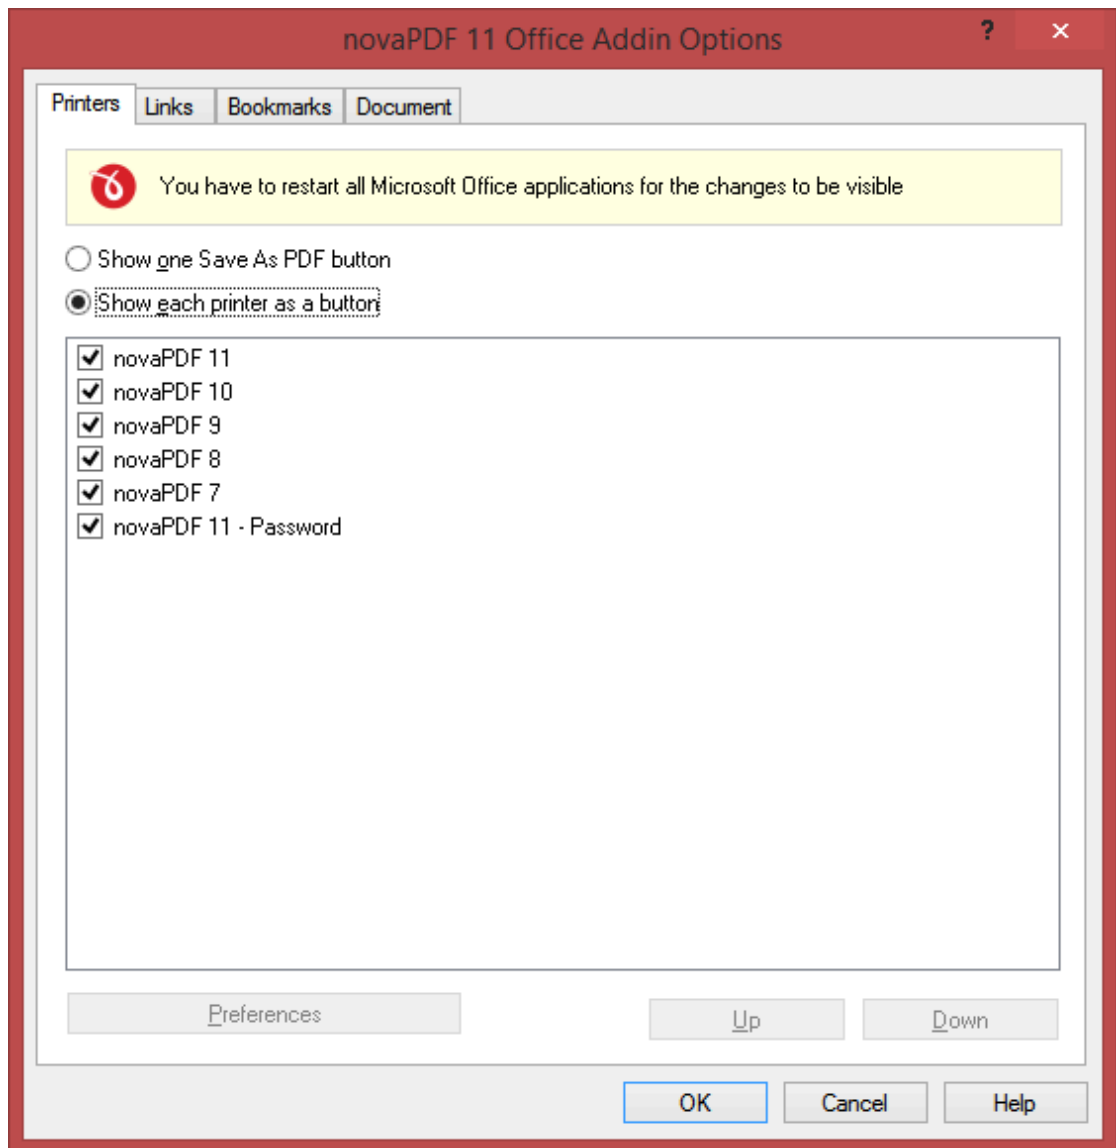 novaPDF 11 Office Addin Options
?
Printers Links Bookmarks Document
You have to restart all Microsoft Office applications for the changes to be visible
Show one Save As PDF button
Show each printer as a button
novaPDF 11
novaPDF 10
novaPDF 9
novaPDF 8
novaPDF 7
novaPDF 11 - Password
Preferences Up Down
OK Cancel Help